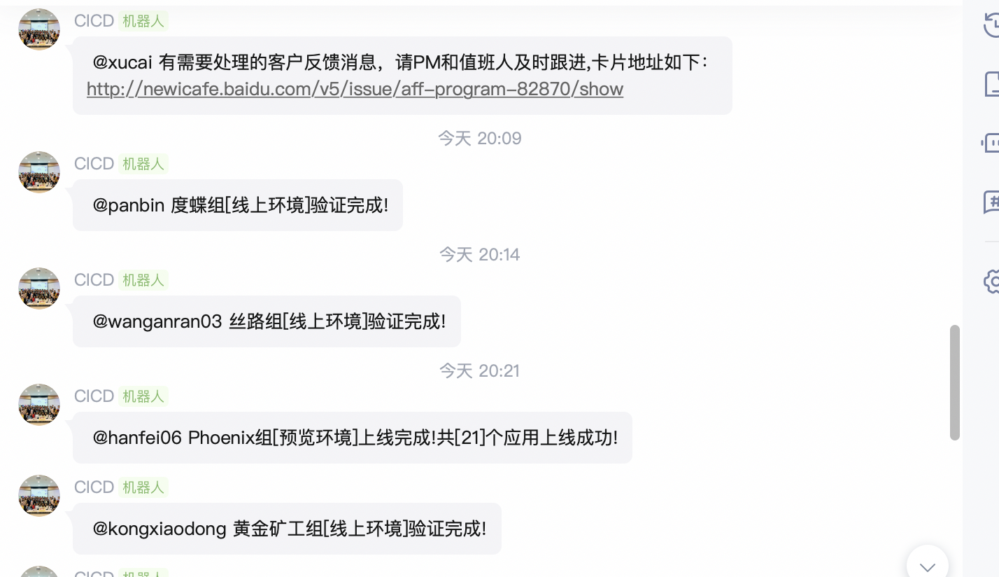 CICD 机器人
@xucai 有需要处理的客户反馈消息，请PM和值班人及时跟进,卡片地址如下：
http://newicafe.baidu.com/v5/issue/aff-program-82870/show
今天 20:09
CICD 机器人
@panbin 度蝶组[线上环境]验证完成!
今天 20:14
CICD 机器人
@wanganran03 丝路组[线上环境]验证完成!
今天 20:21
CICD 机器人
@hanfei06 Phoenix组[预览环境]上线完成!共[21]个应用上线成功!
CICD 机器人
@kongxiaodong 黄金矿工组[线上环境]验证完成!
CICD 机器人